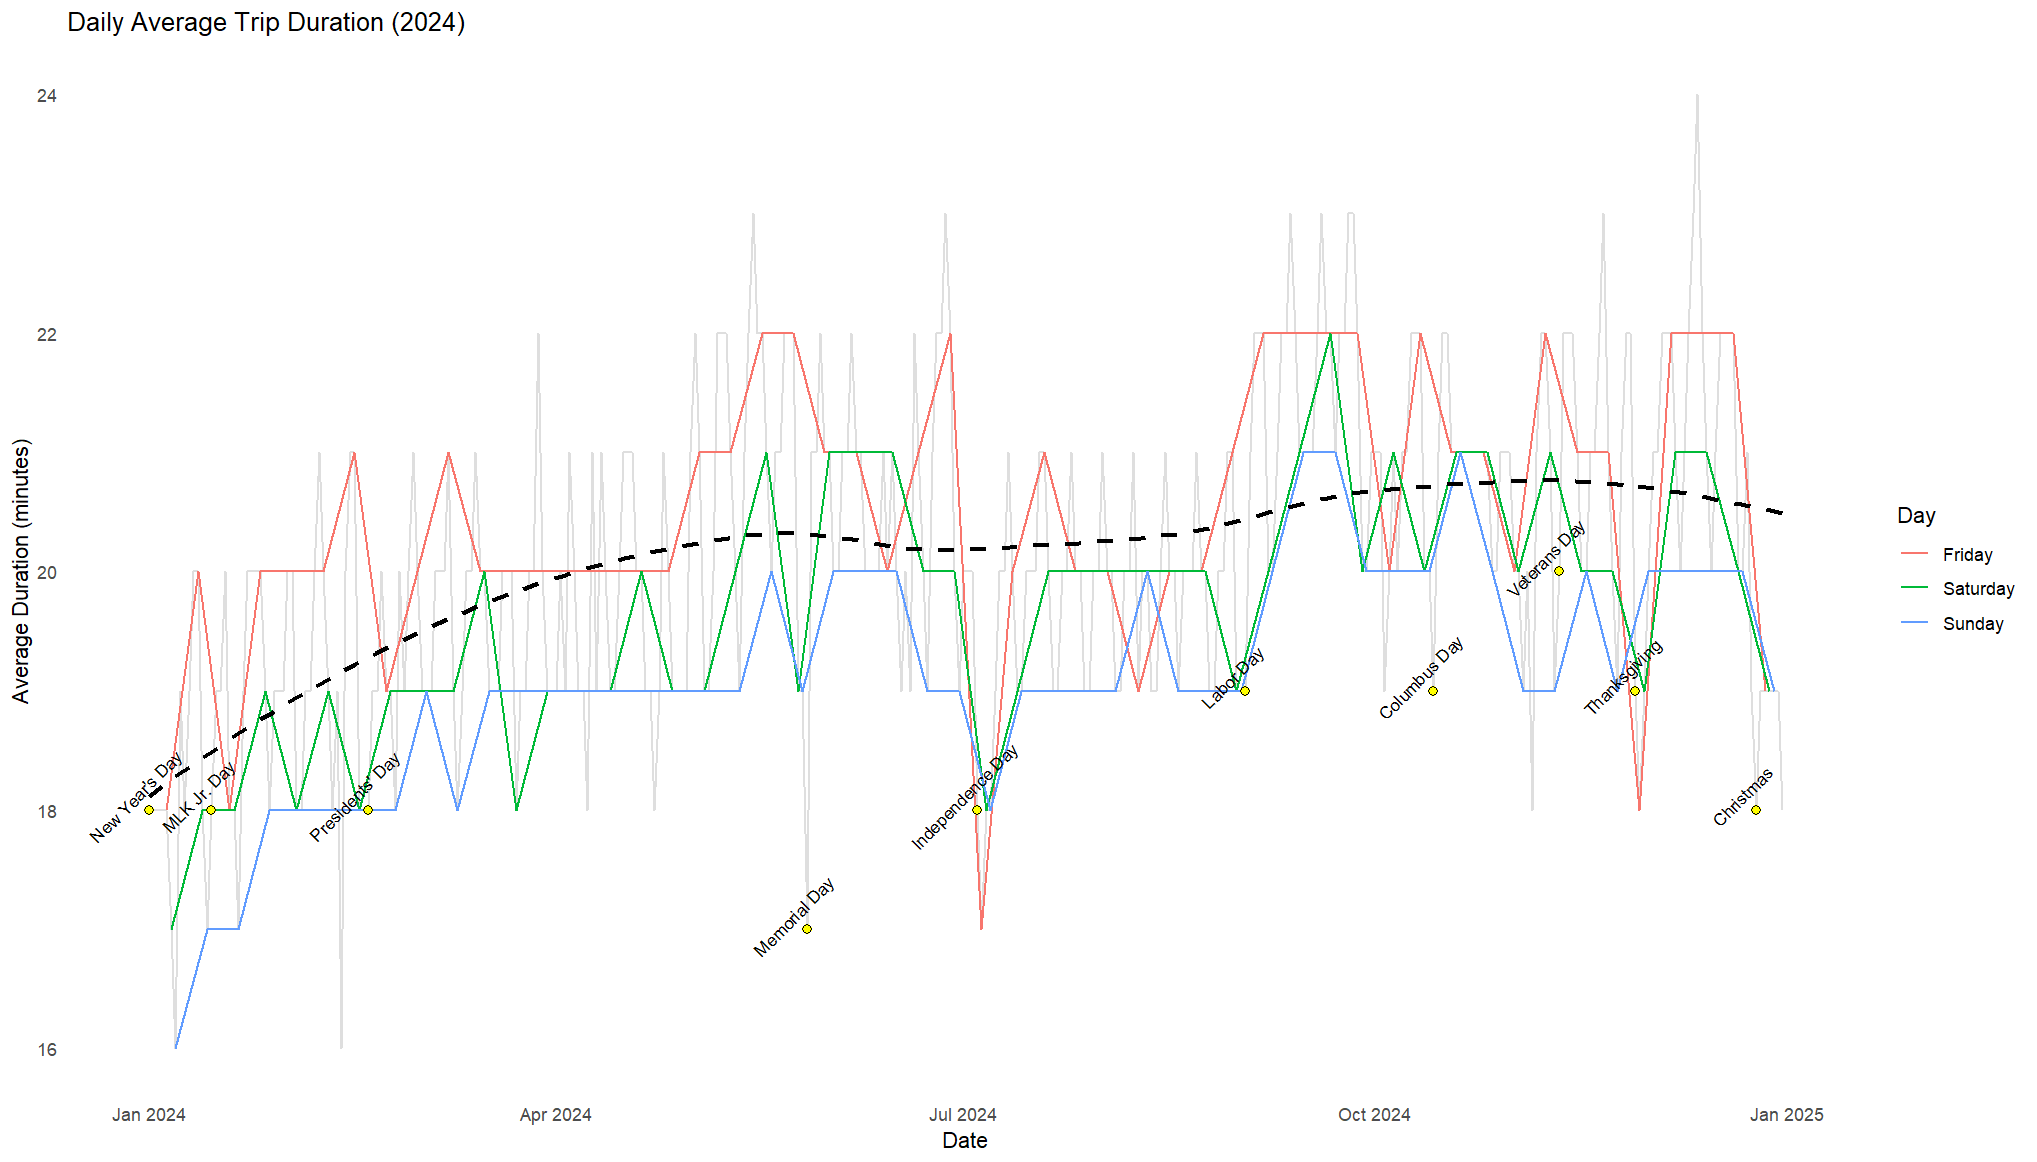 Daily Average Trip Duration (2024)
24
22
20
18
16
Average Duration (minutes)
New Year's Day
MLK Jr. Day
Presidents' Day
Memorial Day
Independence Day
Labor Day
Columbus Day
Veterans Day
Thanksgiving
Christmas
Jan 2024
Apr 2024
Jul 2024
Oct 2024
Jan 2025
Date
Day
Friday
Saturday
Sunday